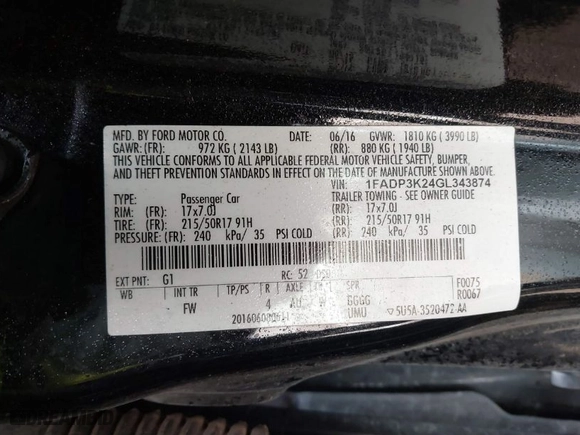 MFD. BY FORD MOTOR CO. DATE: 06/16 GVWR: 1810 KG ( 3990 LB)
GAWR: (FR): 972 KG ( 2143 LB) (RR): 880 KG ( 1940 LB)
THIS VEHICLE CONFORMS TO ALL APPLICABLE FEDERAL MOTOR VEHICLE SAFETY, BUMPER,
AND THEFT PREVENTION STANDARDS IN EFFECT ON THE DATE OF MANUFACTURE SHOWN ABOVE.
VIN: 1FADP3K24GL343874
TYPE: Passenger Car TRAILER TOWING - SEE OWNER GUIDE
RIM: (FR): 17x7.0J (RR): 17x7.0J
TIRE: (FR): 215/50R17 91H (RR): 215/50R17 91H
PRESSURE: (FR): 240 kPa/ 35 PSI COLD (RR): 240 kPa/ 35 PSI COLD
EXT PNT: G1 RC: 52
WB INT TR TP/PS R AXLE SPR F0075
FW 4 GGGG R0067
UMU 5U5A-3520472-AA